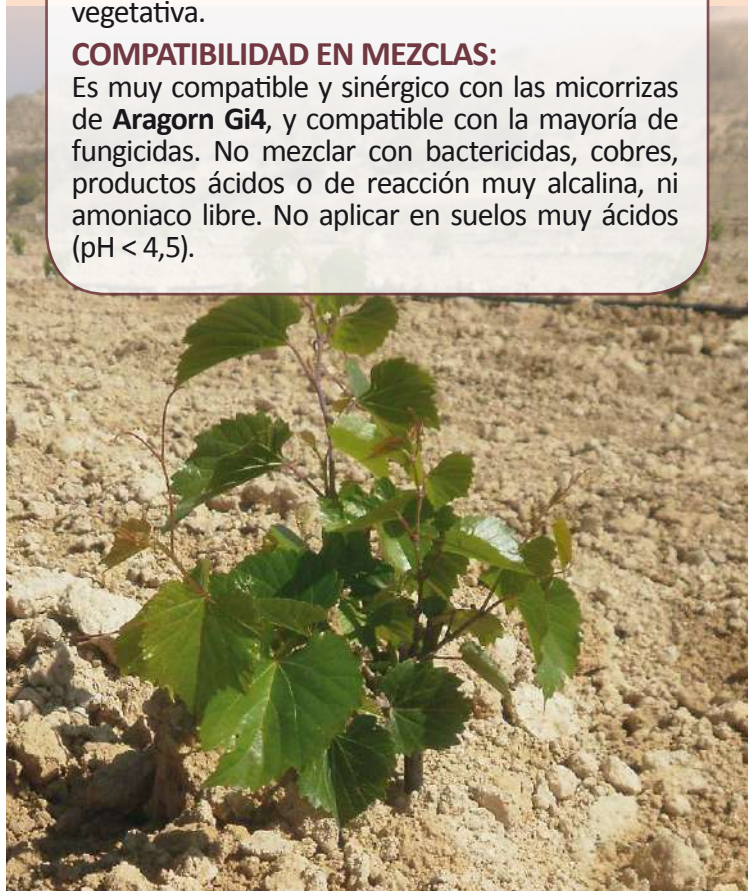 vegetativa.
COMPATIBILIDAD EN MEZCLAS:
Es muy compatible y sinérgico con las micorrizas
de Aragorn Gi4, y compatible con la mayoría de
fungicidas. No mezclar con bactericidas, cobres,
productos ácidos o de reacción muy alcalina, ni
amoniaco libre. No aplicar en suelos muy ácidos
(pH < 4,5).